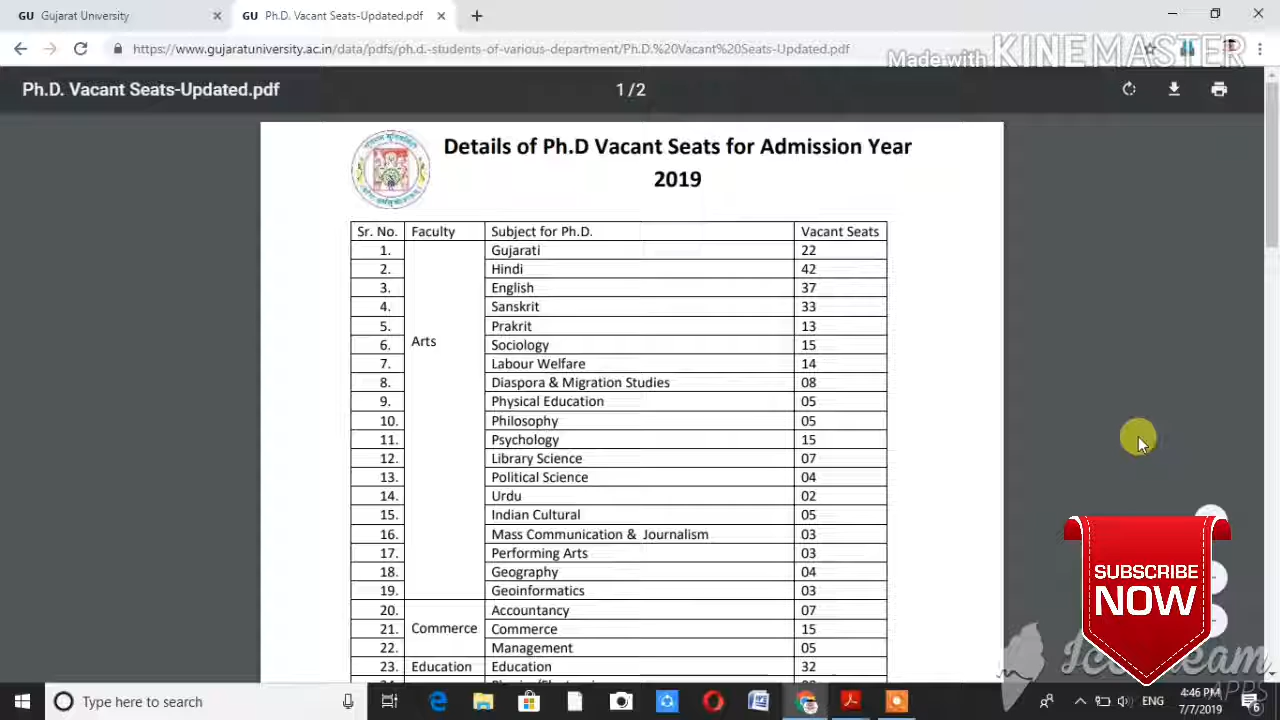 GU Gujarat University
GU Ph.D. Vacant Seats-Updated.pdf
https://www.gujaratuniversity.ac.in/data/pdfs/ph.d.-students-of-various-department/Ph.D.%20Vacant%20Seats-Updated.pdf
Made with KINEMASTER
Ph.D. Vacant Seats-Updated.pdf
1 / 2
Details of Ph.D Vacant Seats for Admission Year
2019
Sr. No. Faculty Subject for Ph.D. Vacant Seats
1. Gujarati 22
2. Hindi 42
3. English 37
4. Sanskrit 33
5. Prakrit 13
Arts
6. Sociology 15
7. Labour Welfare 14
8. Diaspora & Migration Studies 08
9. Physical Education 05
10. Philosophy 05
11. Psychology 15
12. Library Science 07
13. Political Science 04
14. Urdu 02
15. Indian Cultural 05
16. Mass Communication & Journalism 03
17. Performing Arts 03
18. Geography 04
19. Geoinformatics 03
20. Accountancy 07
21. Commerce Commerce 15
22. Management 05
23. Education Education 32
SUBSCRIBE
NOW
APPS
Type here to search
ENG
4:46 PM
7/7/2019
6